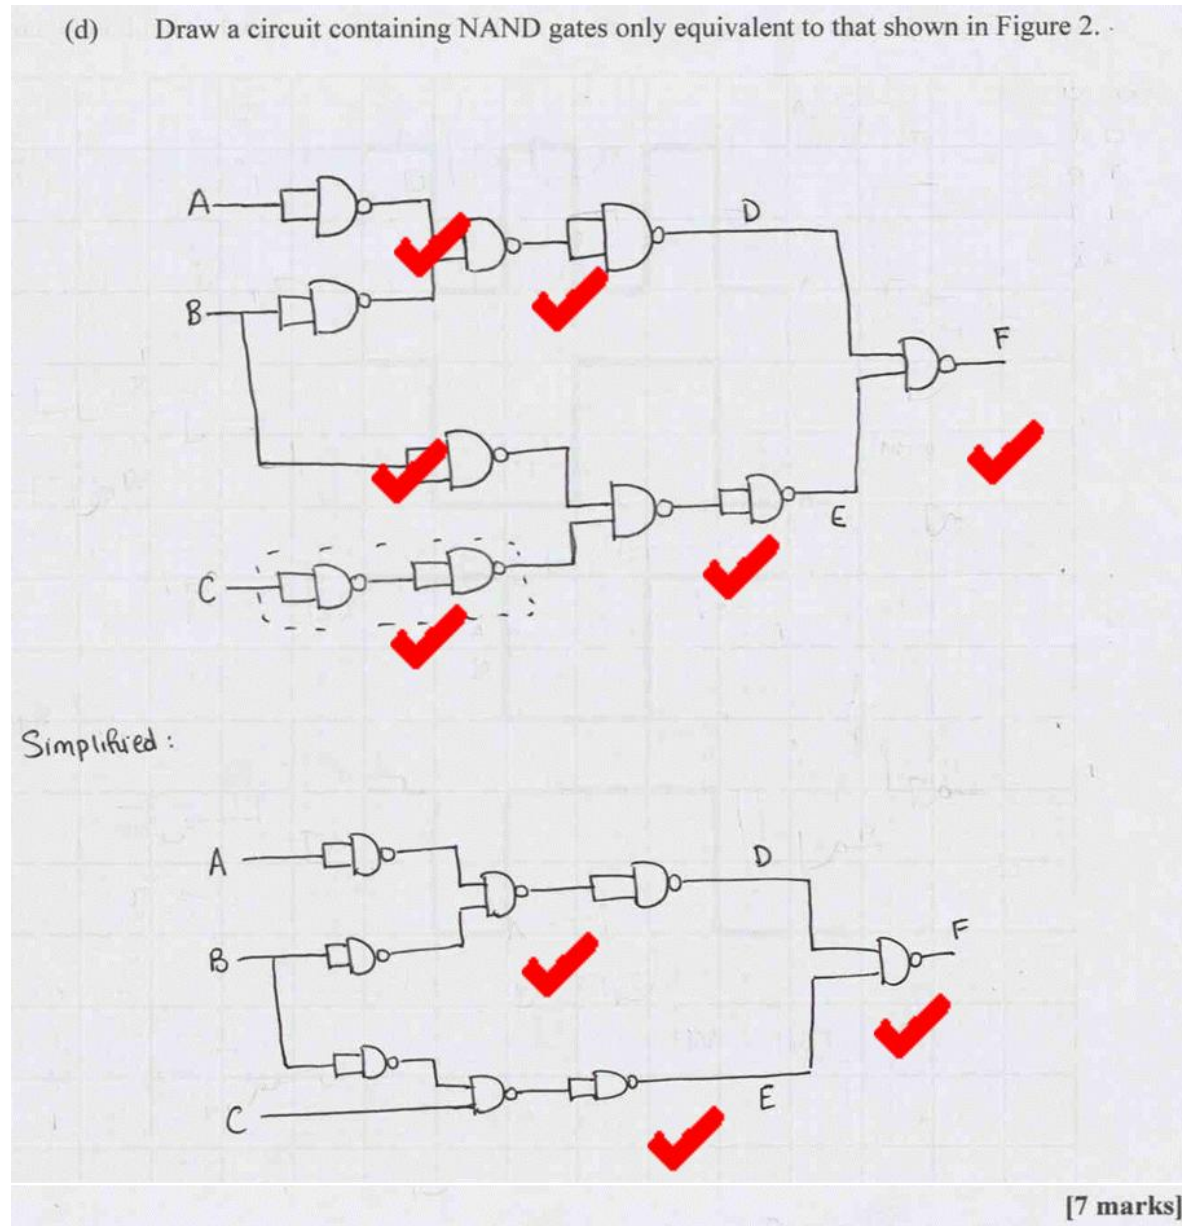 (d) Draw a circuit containing NAND gates only equivalent to that shown in Figure 2.
A
D
B
F
E
C
Simplified:
A
D
B
F
E
C
[7 marks]